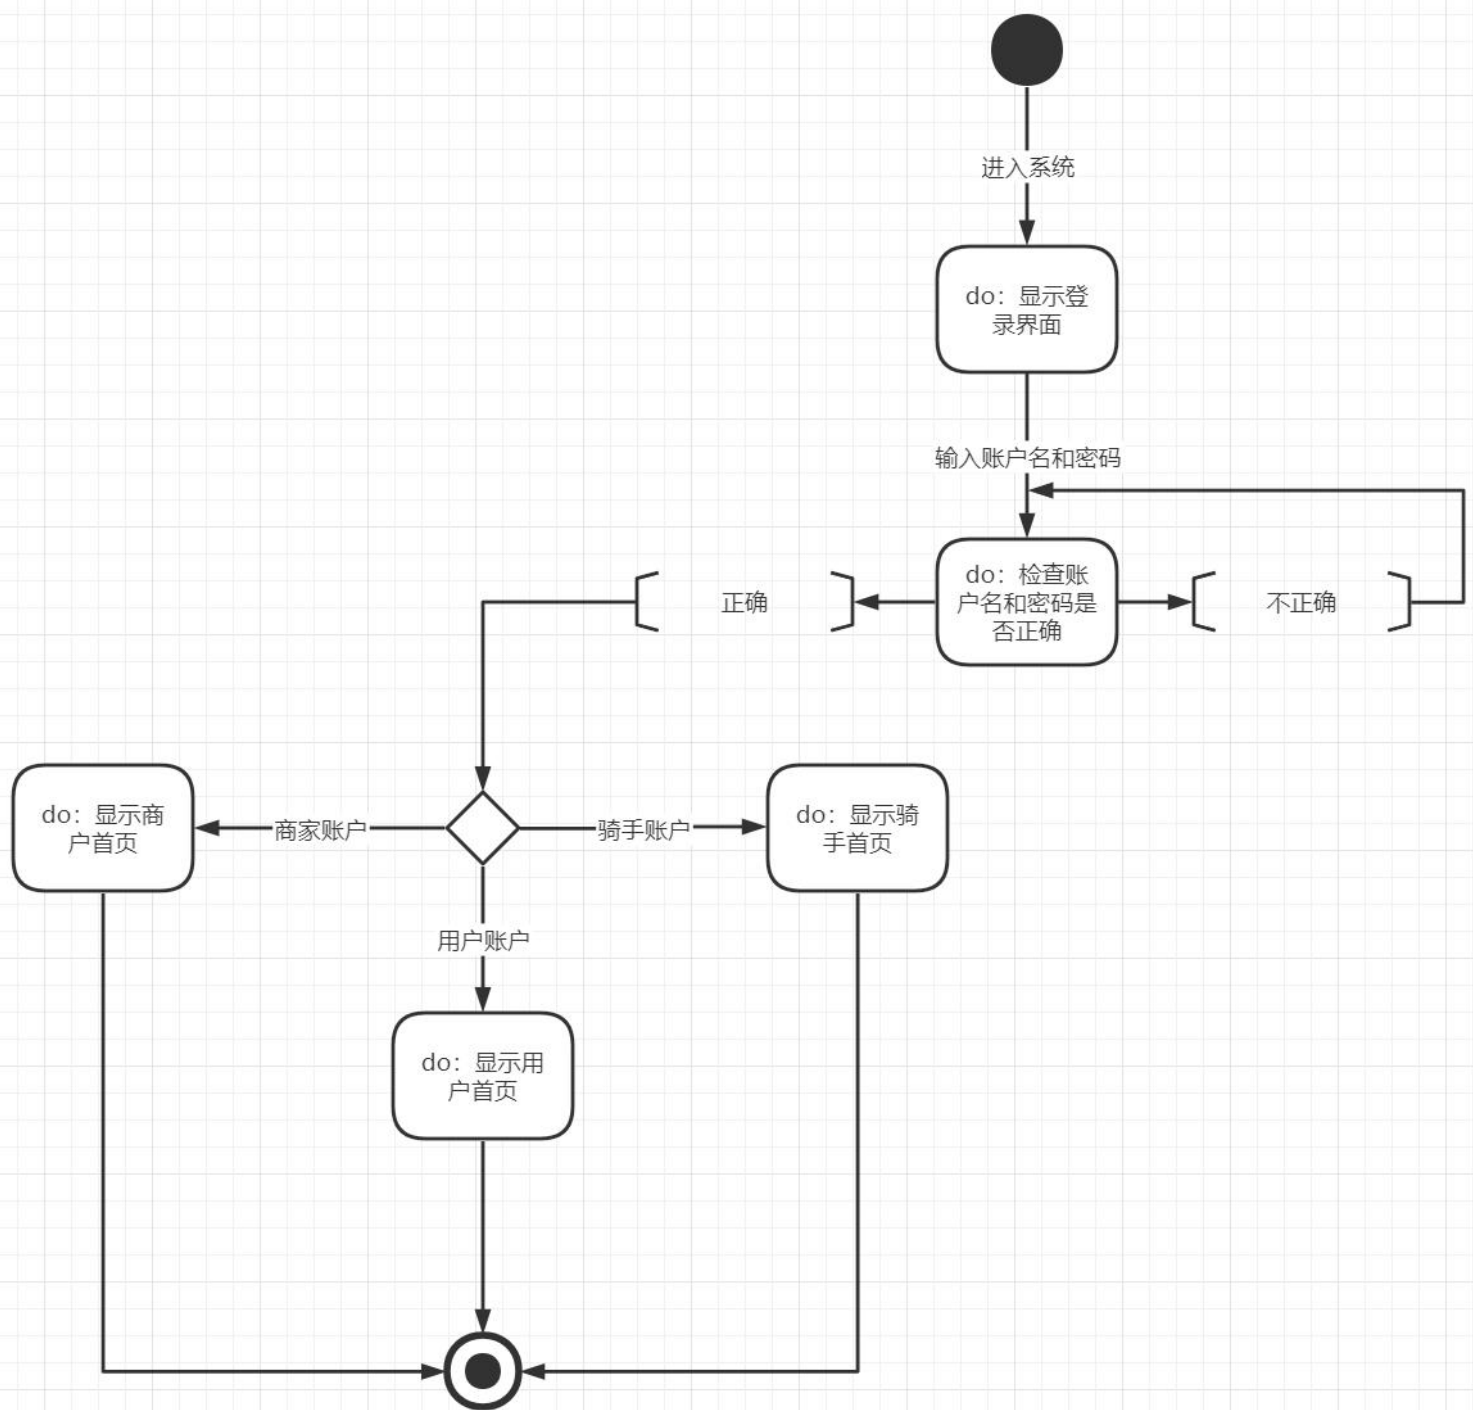 进入系统
do：显示登
录界面
输入账户名和密码
正确
do：检查账
户名和密码是
否正确
不正确
do：显示商
户首页
商家账户
骑手账户
do：显示骑
手首页
用户账户
do：显示用
户首页